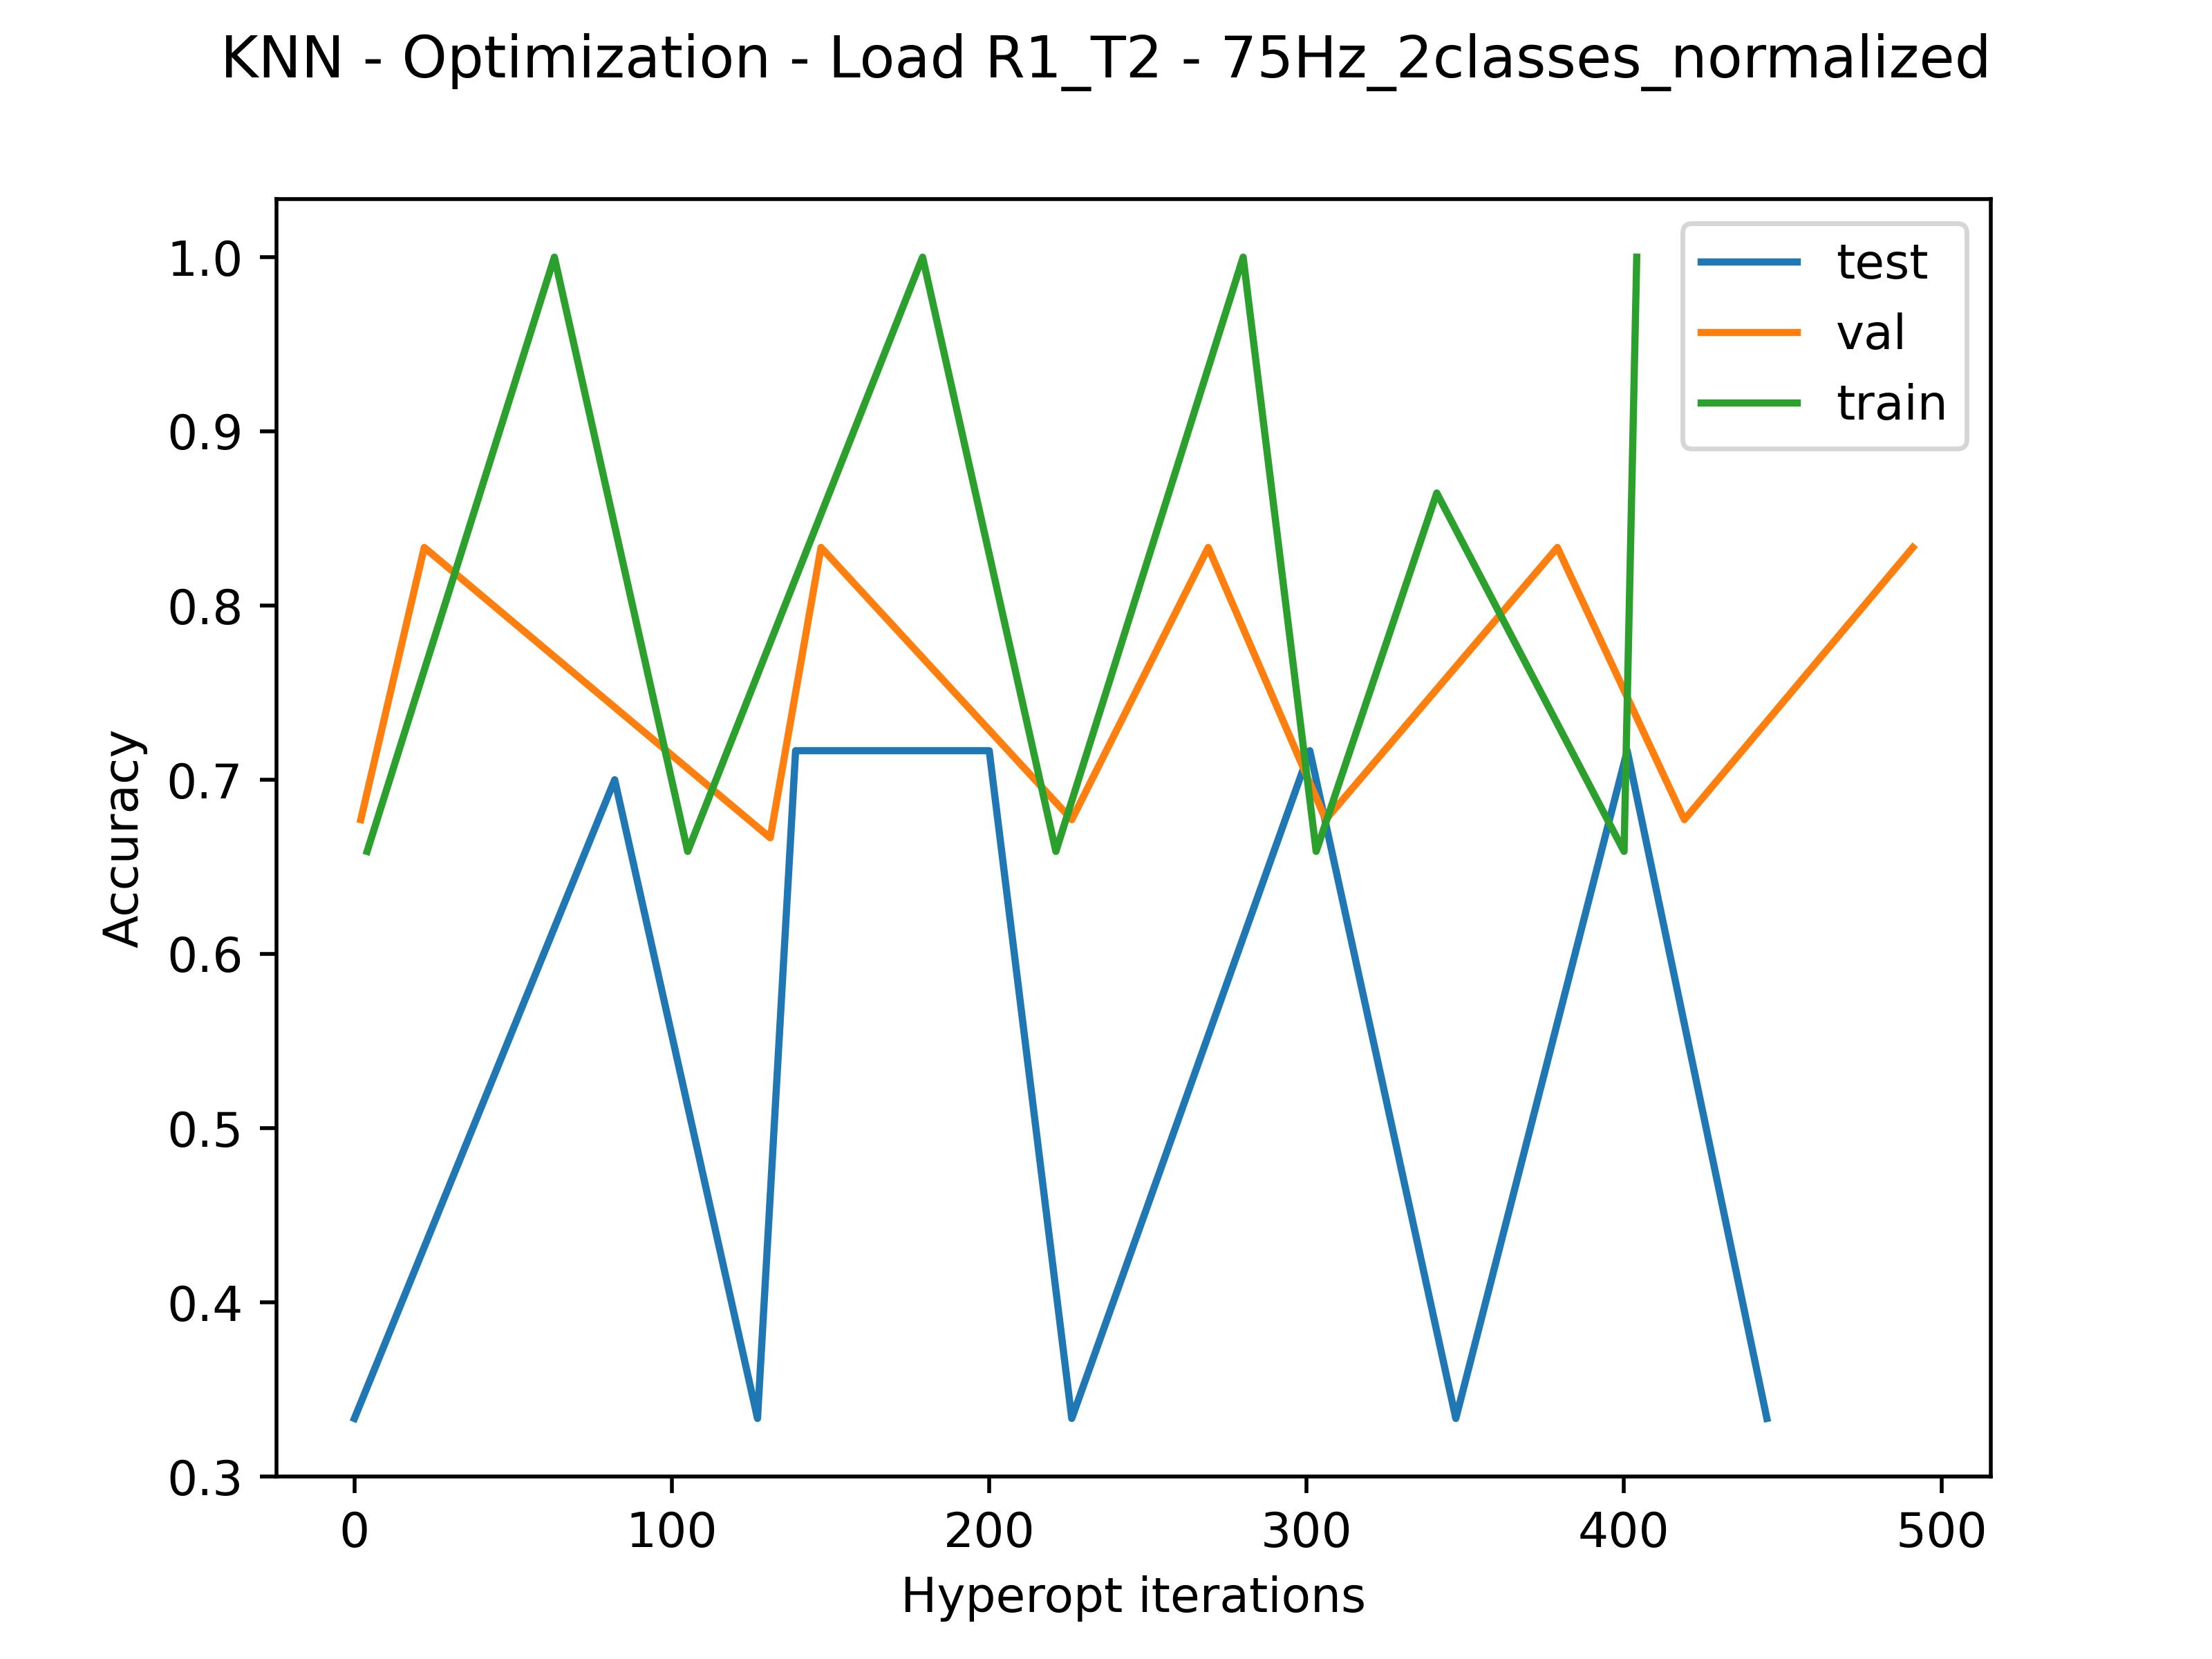 KNN - Optimization - Load R1_T2 - 75Hz_2classes_normalized
test
val
train
1.0
0.9
0.8
0.7
0.6
0.5
0.4
0.3
Accuracy
0 100 200 300 400 500
Hyperopt iterations